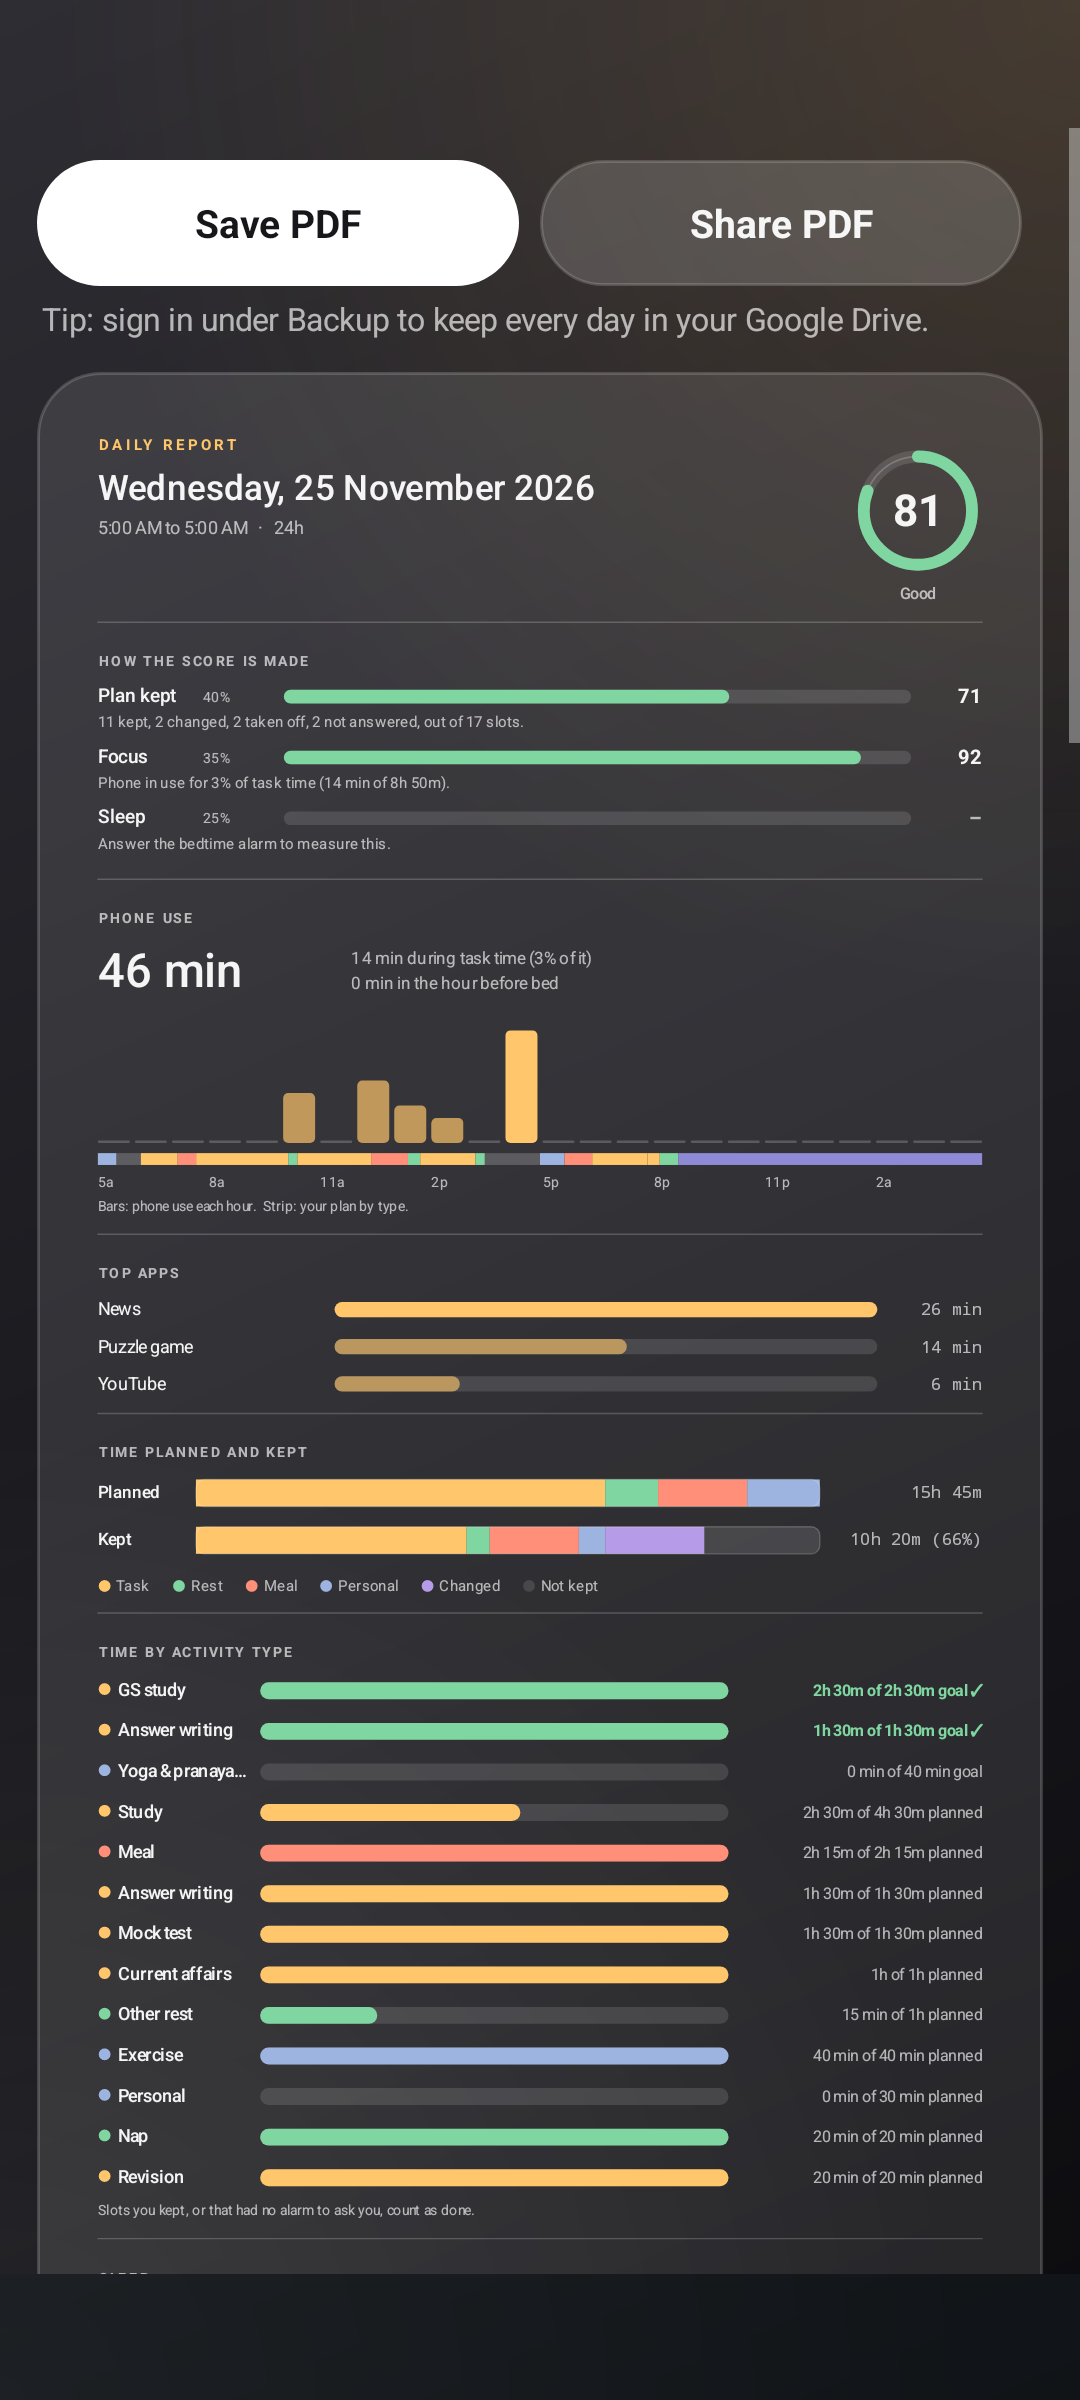 Save PDF
Share PDF
Tip: sign in under Backup to keep every day in your Google Drive.
DAILY REPORT
Wednesday, 25 November 2026
5:00 AM to 5:00 AM · 24h
81
Good
HOW THE SCORE IS MADE
Plan kept 40% 71
11 kept, 2 changed, 2 taken off, 2 not answered, out of 17 slots.
Focus 35% 92
Phone in use for 3% of task time (14 min of 8h 50m).
Sleep 25% –
Answer the bedtime alarm to measure this.
PHONE USE
46 min
14 min during task time (3% of it)
0 min in the hour before bed
5a 8a 11a 2p 5p 8p 11p 2a
Bars: phone use each hour. Strip: your plan by type.
TOP APPS
News 26 min
Puzzle game 14 min
YouTube 6 min
TIME PLANNED AND KEPT
Planned 15h 45m
Kept 10h 20m (66%)
Task Rest Meal Personal Changed Not kept
TIME BY ACTIVITY TYPE
GS study 2h 30m of 2h 30m goal✓
Answer writing 1h 30m of 1h 30m goal✓
Yoga & pranaya… 0 min of 40 min goal
Study 2h 30m of 4h 30m planned
Meal 2h 15m of 2h 15m planned
Answer writing 1h 30m of 1h 30m planned
Mock test 1h 30m of 1h 30m planned
Current affairs 1h of 1h planned
Other rest 15 min of 1h planned
Exercise 40 min of 40 min planned
Personal 0 min of 30 min planned
Nap 20 min of 20 min planned
Revision 20 min of 20 min planned
Slots you kept, or that had no alarm to ask you, count as done.